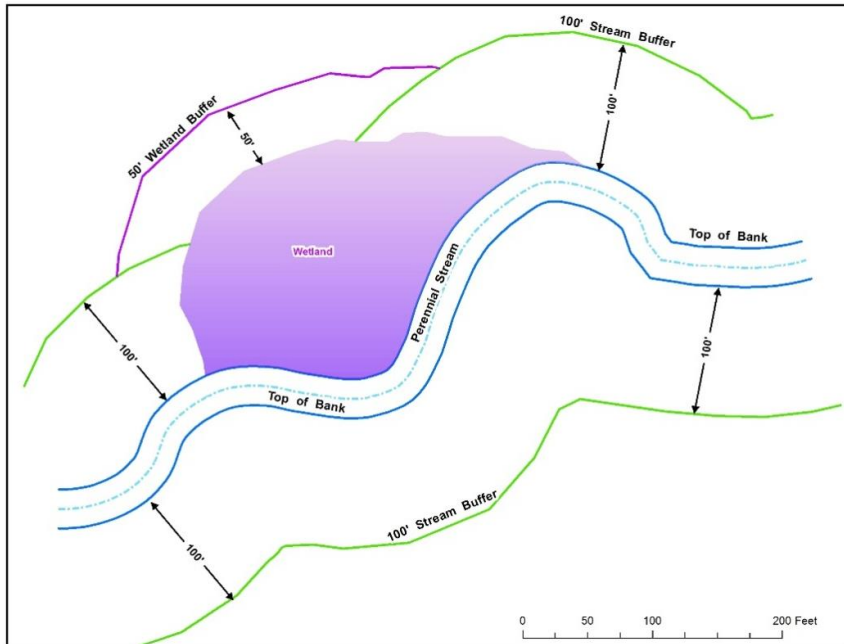 100' Stream Buffer
100'
50' Wetland Buffer
50'
Wetland
Top of Bank
Perennial Stream
100'
100'
Top of Bank
100' Stream Buffer
100'
0 50 100 200 Feet